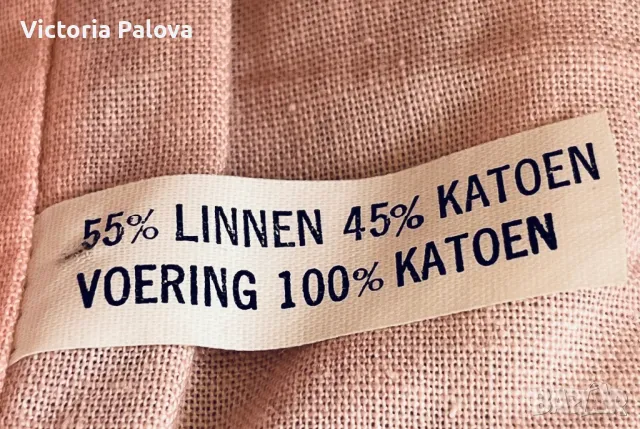 Victoria Palova
55% LINNEN 45% KATOEN
VOERING 100% KATOEN